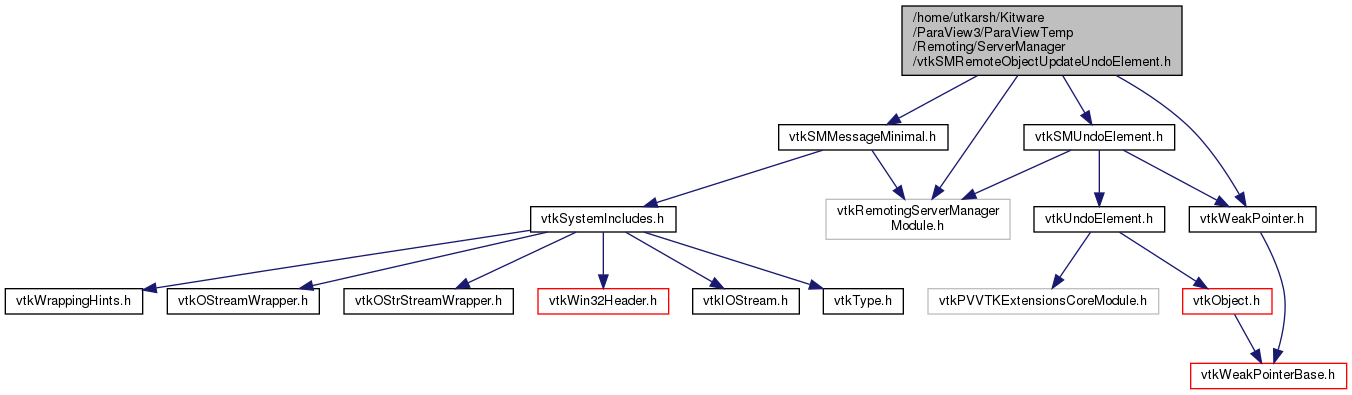 /home/utkarsh/Kitware
/ParaView3/ParaViewTemp
/Remoting/ServerManager
/vtkSMRemoteObjectUpdateUndoElement.h
vtkSMMessageMinimal.h
vtkSMUndoElement.h
vtkSystemIncludes.h
vtkRemotingServerManager
Module.h
vtkUndoElement.h
vtkWeakPointer.h
vtkWrappingHints.h
vtkOStreamWrapper.h
vtkOStrStreamWrapper.h
vtkWin32Header.h
vtkIOStream.h
vtkType.h
vtkPVVTKExtensionsCoreModule.h
vtkObject.h
vtkWeakPointerBase.h